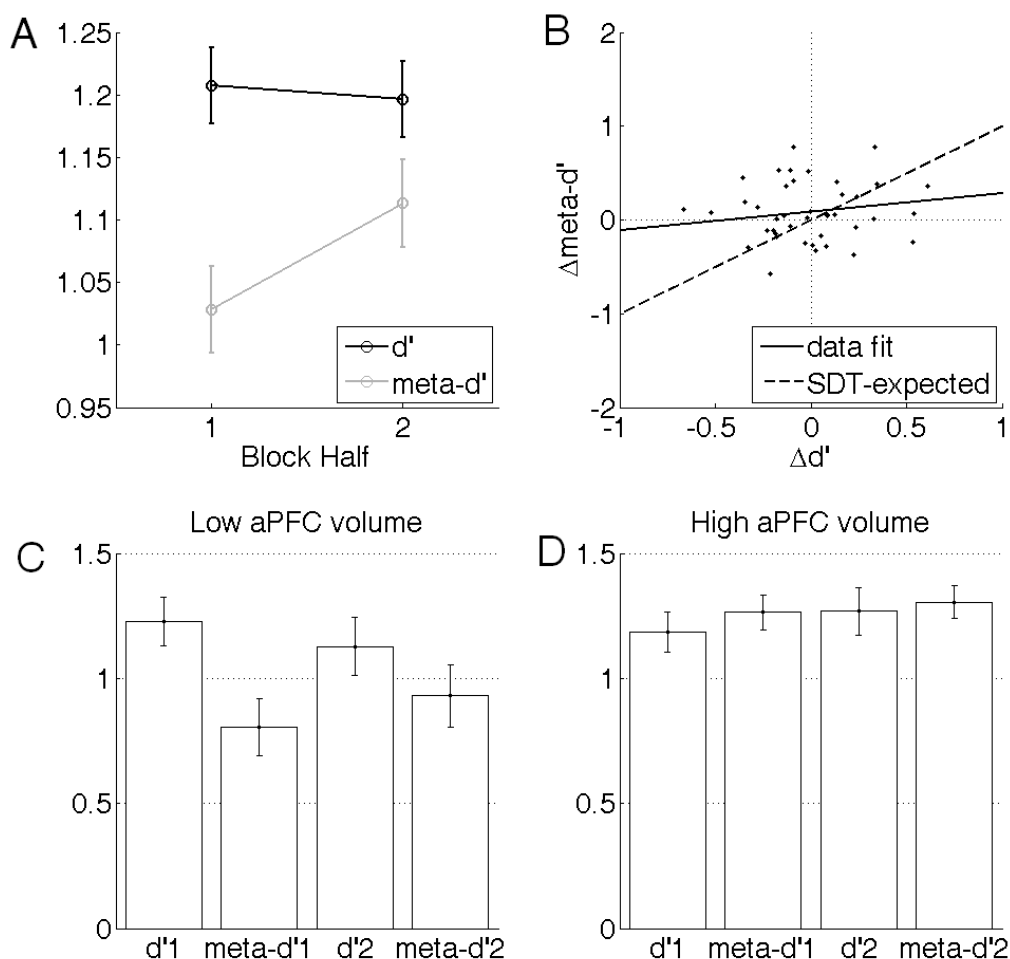 A
1.25
1.2
1.15
1.1
1.05
1
0.95
1 2
Block Half
d'
meta-d'
B
2
1
0
-1
-2
-1 -0.5 0 0.5 1
Δd'
Δmeta-d'
data fit
SDT-expected
C
Low aPFC volume
1.5
1
0.5
0
d'1 meta-d'1 d'2 meta-d'2
D
High aPFC volume
1.5
1
0.5
0
d'1 meta-d'1 d'2 meta-d'2